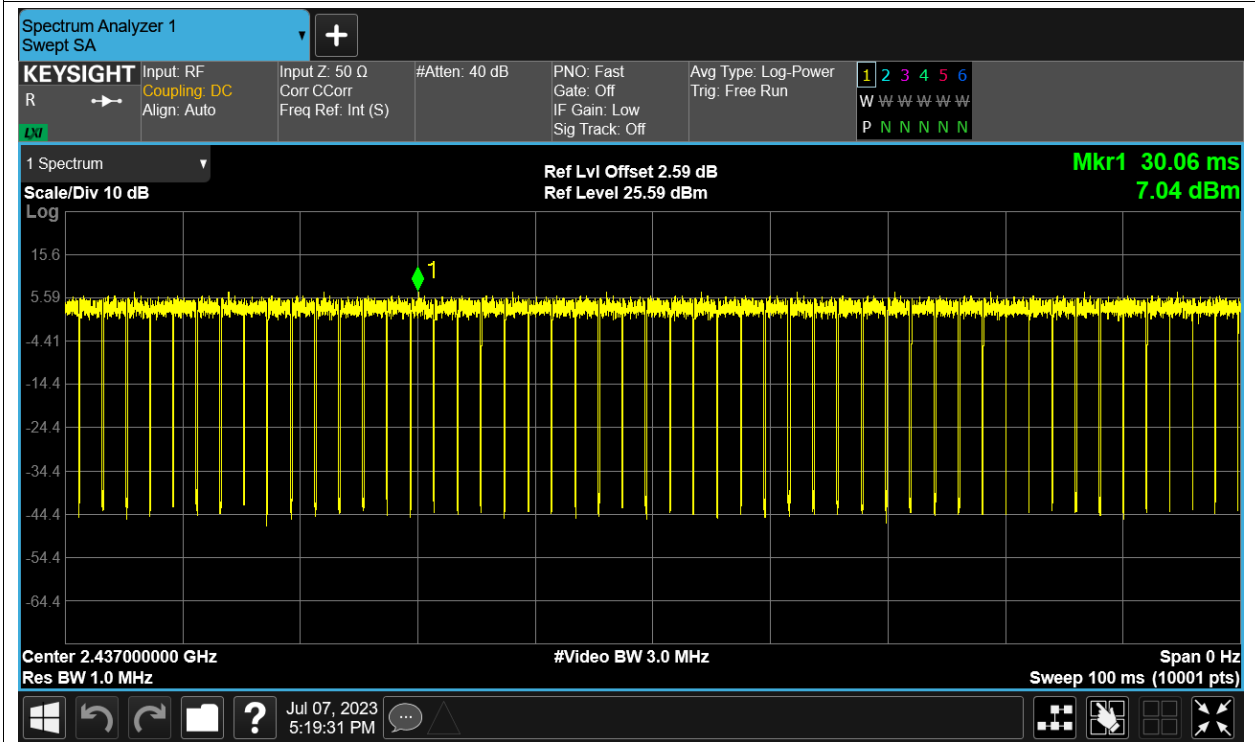 Spectrum Analyzer 1
Swept SA
+
KEYSIGHT
R
LXI
Input: RF
Coupling: DC
Align: Auto
Input Z: 50 Ω
Corr CCorr
Freq Ref: Int (S)
#Atten: 40 dB
PNO: Fast
Gate: Off
IF Gain: Low
Sig Track: Off
Avg Type: Log-Power
Trig: Free Run
1 2 3 4 5 6
W W W W W W
P N N N N N
1 Spectrum
Scale/Div 10 dB
Log
Ref Lvl Offset 2.59 dB
Ref Level 25.59 dBm
Mkr1 30.06 ms
7.04 dBm
15.6
1
5.59
-4.41
-14.4
-24.4
-34.4
-44.4
-54.4
-64.4
Center 2.437000000 GHz
Res BW 1.0 MHz
#Video BW 3.0 MHz
Span 0 Hz
Sweep 100 ms (10001 pts)
?
Jul 07, 2023
5:19:31 PM